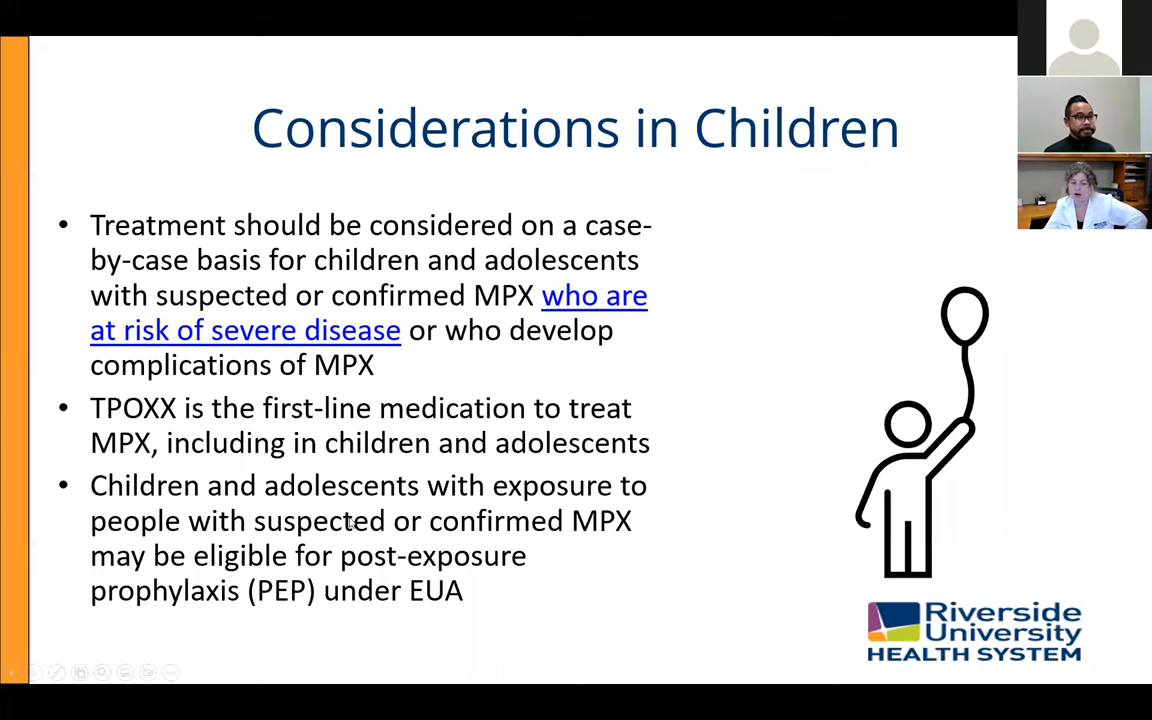 Considerations in Children
• Treatment should be considered on a case-
by-case basis for children and adolescents
with suspected or confirmed MPX who are
at risk of severe disease or who develop
complications of MPX
• TPOXX is the first-line medication to treat
MPX, including in children and adolescents
• Children and adolescents with exposure to
people with suspected or confirmed MPX
may be eligible for post-exposure
prophylaxis (PEP) under EUA
Riverside
University
HEALTH SYSTEM